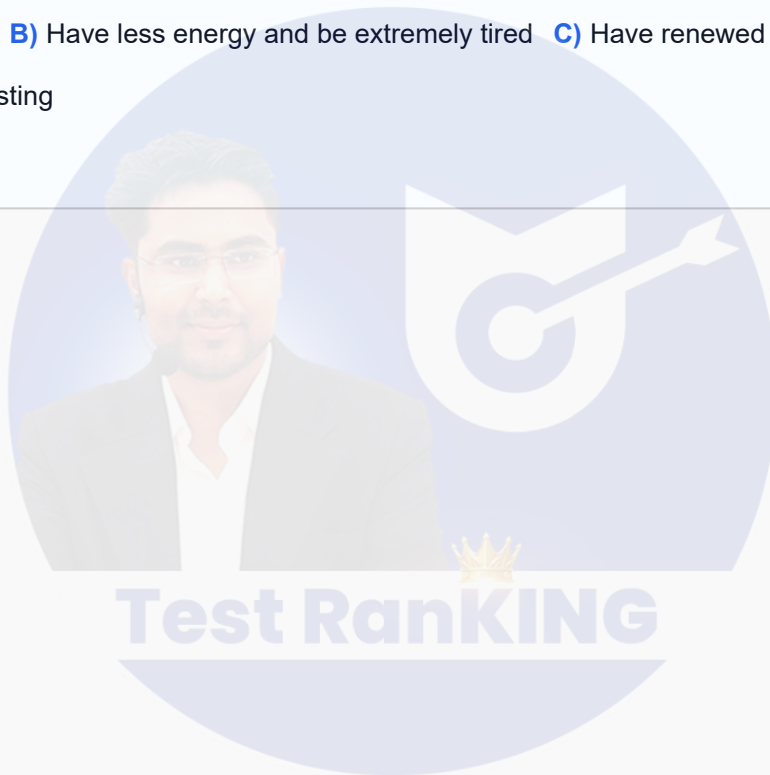 B) Have less energy and be extremely tired C) Have renewed
sting
Test RanKING